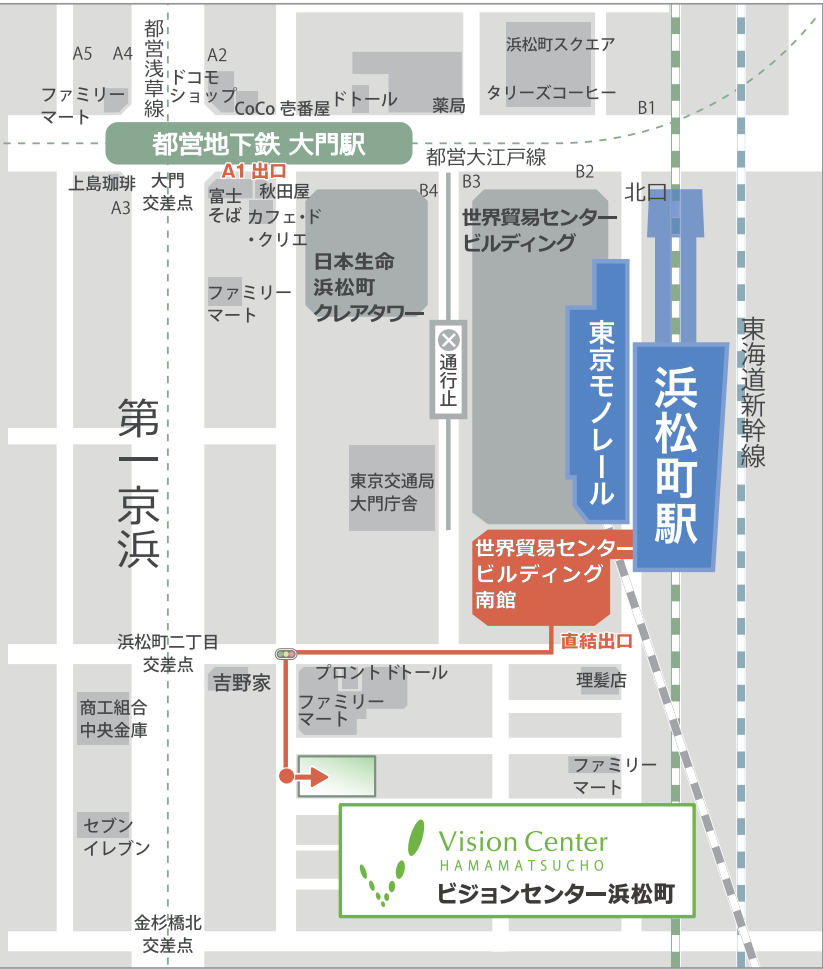 都営浅草線
A5
A4
A2
ドコモ
ショップ
ファミリー
マート
CoCo 壱番屋
ドトール
薬局
浜松町スクエア
タリーズコーヒー
B1
都営地下鉄 大門駅
都営大江戸線
A1 出口
上島珈琲
A3
大門
交差点
富士
そば
秋田屋
カフェ・ド
・クリエ
B4
B3
B2
北口
世界貿易センター
ビルディング
日本生命
浜松町
クレアタワー
ファミリー
マート
通行止
東京モノレール
浜松町駅
東海道新幹線
第一京浜
東京交通局
大門庁舎
世界貿易センター
ビルディング
南館
直結出口
浜松町二丁目
交差点
吉野家
プロント
ドトール
ファミリー
マート
理髪店
商工組合
中央金庫
ファミリー
マート
セブン
イレブン
Vision Center
HAMAMATSUCHO
ビジョンセンター浜松町
金杉橋北
交差点